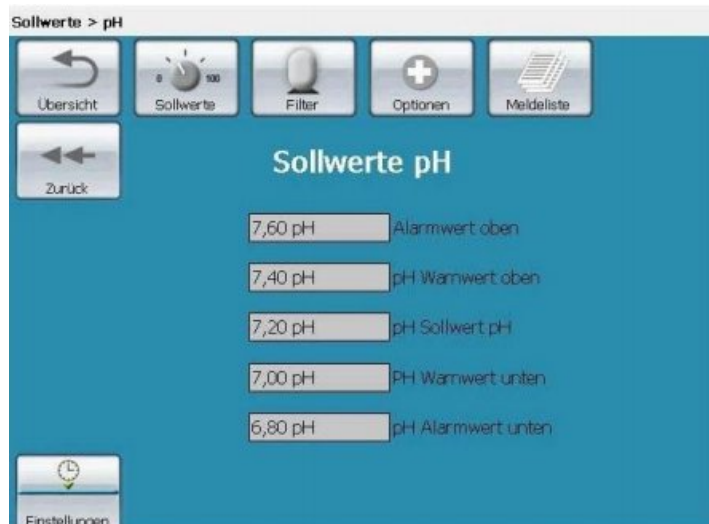 Sollwerte > pH
Übersicht
0 100
Sollwerte
Filter
Optionen
Meldeliste
Zurück
Sollwerte pH
7,60 pH Alarmwert oben
7,40 pH pH Warnwert oben
7,20 pH pH Sollwert pH
7,00 pH PH Warnwert unten
6,80 pH pH Alarmwert unten
Einstellungen